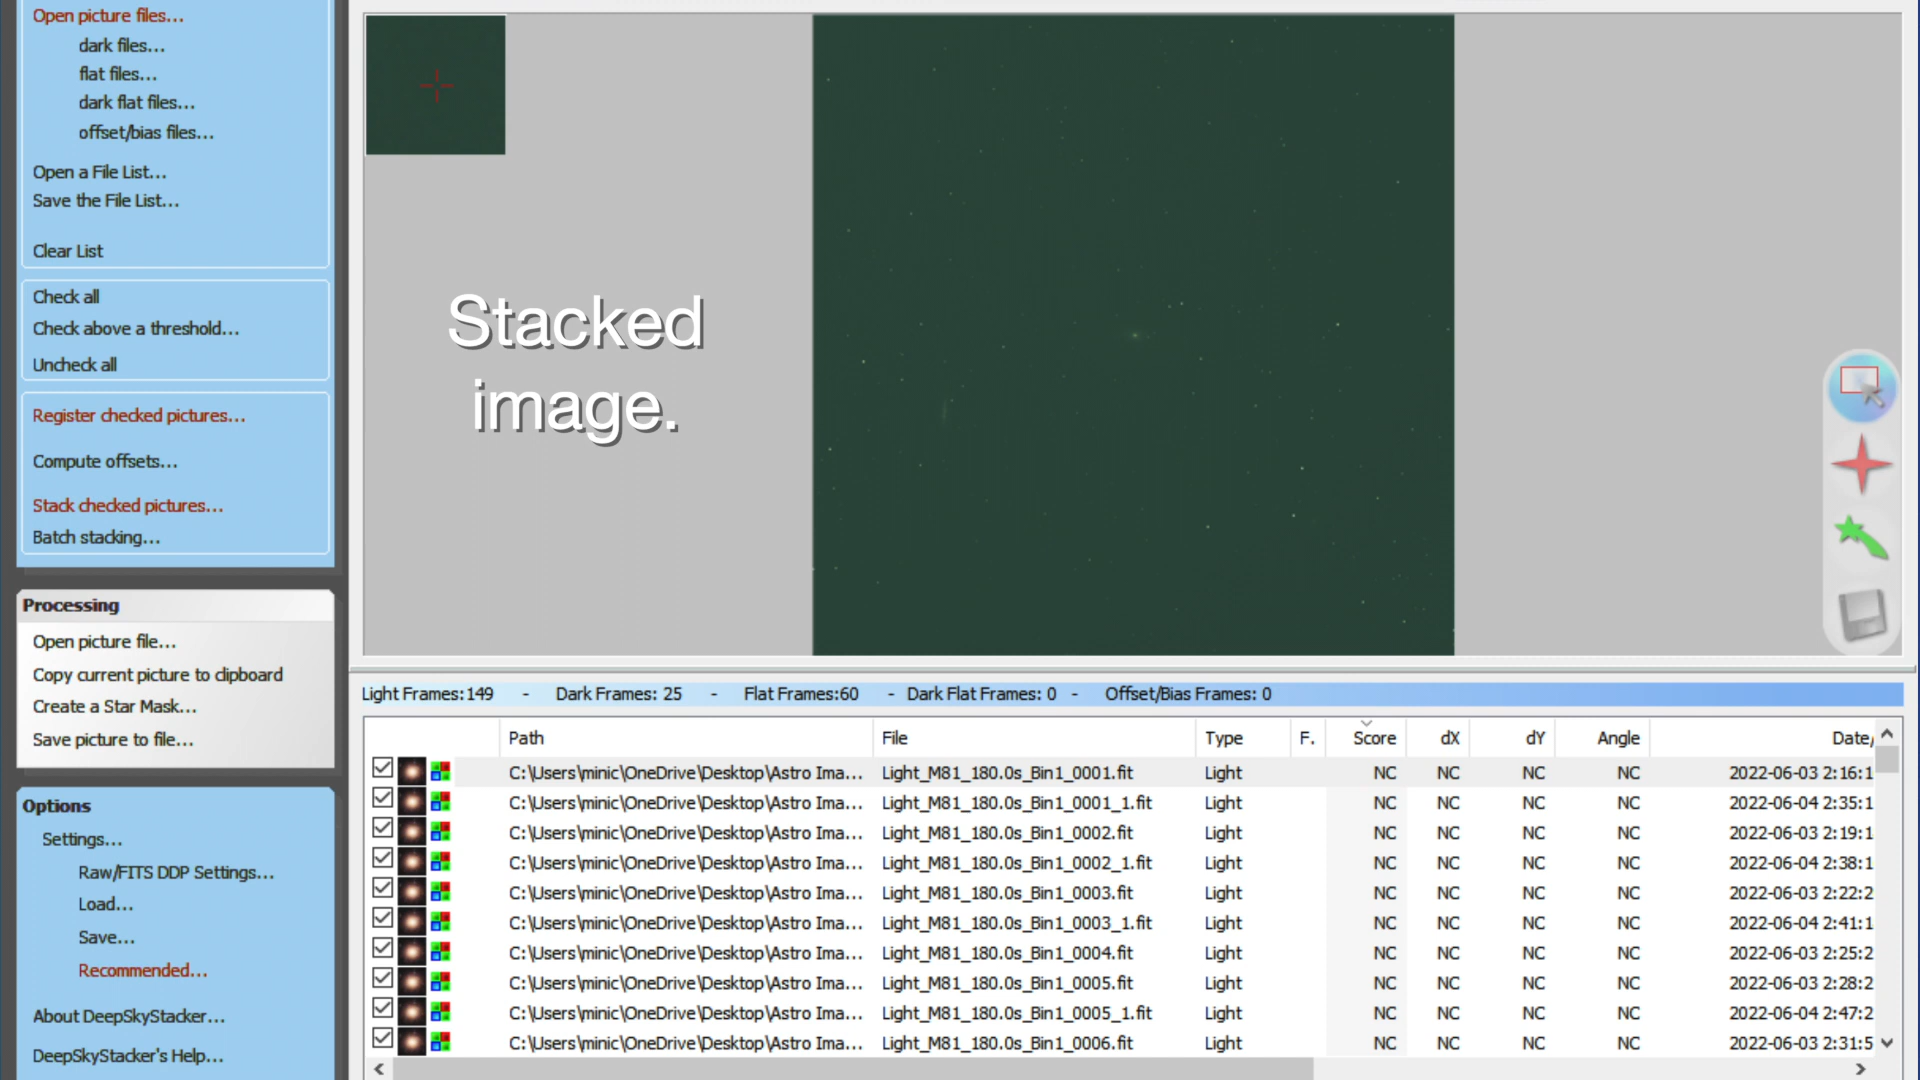 Open picture files...
dark files...
flat files...
dark flat files...
offset/bias files...
Open a File List...
Save the File List...
Clear List
Check all
Check above a threshold...
Uncheck all
Register checked pictures...
Compute offsets...
Stack checked pictures...
Batch stacking...
Processing
Open picture file...
Copy current picture to clipboard
Create a Star Mask...
Save picture to file...
Options
Settings...
Raw/FITS DDP Settings...
Load...
Save...
Recommended...
About DeepSkyStacker...
DeepSkyStacker's Help...
Stacked
image.
Light Frames:149 - Dark Frames: 25 - Flat Frames:60 - Dark Flat Frames: 0 - Offset/Bias Frames: 0
Path File Type F. Score dX dY Angle Date/
C:\Users\minic\OneDrive\Desktop\Astro Ima... Light_M81_180.0s_Bin1_0001.fit Light NC NC NC NC 2022-06-03 2:16:1
C:\Users\minic\OneDrive\Desktop\Astro Ima... Light_M81_180.0s_Bin1_0001_1.fit Light NC NC NC NC 2022-06-04 2:35:1
C:\Users\minic\OneDrive\Desktop\Astro Ima... Light_M81_180.0s_Bin1_0002.fit Light NC NC NC NC 2022-06-03 2:19:1
C:\Users\minic\OneDrive\Desktop\Astro Ima... Light_M81_180.0s_Bin1_0002_1.fit Light NC NC NC NC 2022-06-04 2:38:1
C:\Users\minic\OneDrive\Desktop\Astro Ima... Light_M81_180.0s_Bin1_0003.fit Light NC NC NC NC 2022-06-03 2:22:2
C:\Users\minic\OneDrive\Desktop\Astro Ima... Light_M81_180.0s_Bin1_0003_1.fit Light NC NC NC NC 2022-06-04 2:41:1
C:\Users\minic\OneDrive\Desktop\Astro Ima... Light_M81_180.0s_Bin1_0004.fit Light NC NC NC NC 2022-06-03 2:25:2
C:\Users\minic\OneDrive\Desktop\Astro Ima... Light_M81_180.0s_Bin1_0005.fit Light NC NC NC NC 2022-06-03 2:28:2
C:\Users\minic\OneDrive\Desktop\Astro Ima... Light_M81_180.0s_Bin1_0005_1.fit Light NC NC NC NC 2022-06-04 2:47:2
C:\Users\minic\OneDrive\Desktop\Astro Ima... Light_M81_180.0s_Bin1_0006.fit Light NC NC NC NC 2022-06-03 2:31:5